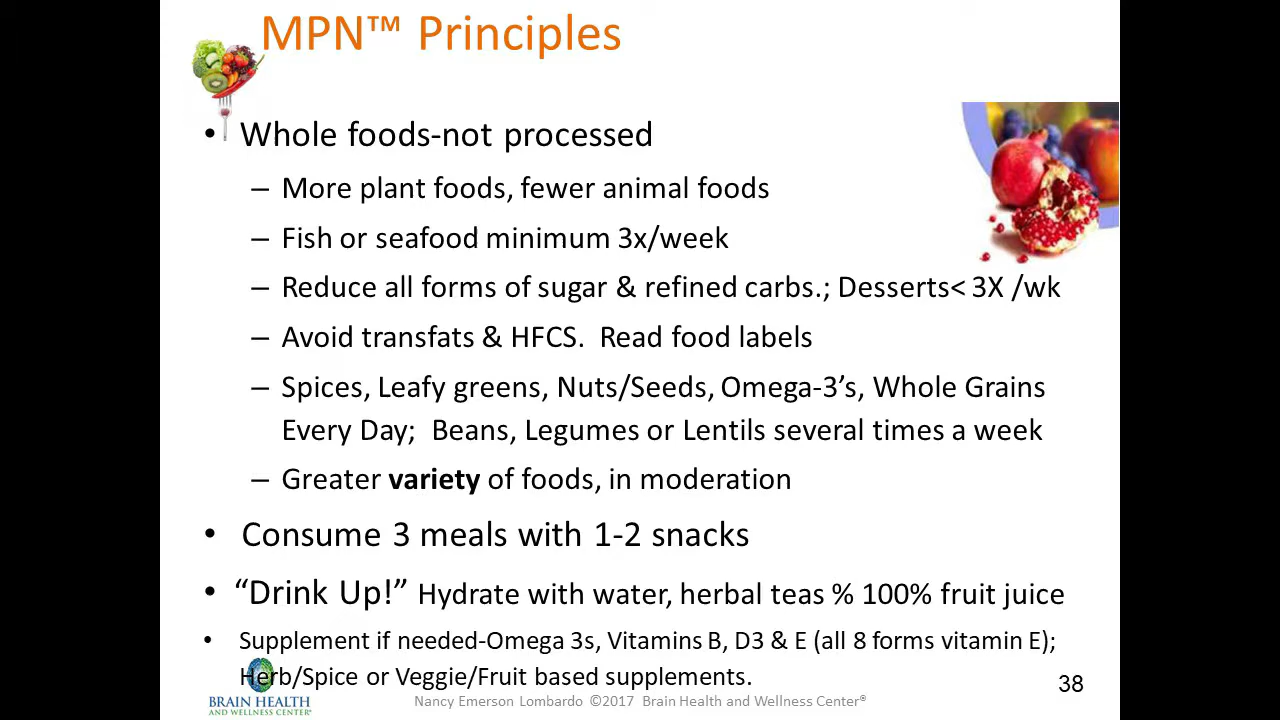 MPN™ Principles
• Whole foods-not processed
– More plant foods, fewer animal foods
– Fish or seafood minimum 3x/week
– Reduce all forms of sugar & refined carbs.; Desserts< 3X /wk
– Avoid transfats & HFCS.  Read food labels
– Spices, Leafy greens, Nuts/Seeds, Omega-3’s, Whole Grains
Every Day;  Beans, Legumes or Lentils several times a week
– Greater variety of foods, in moderation
• Consume 3 meals with 1-2 snacks
• “Drink Up!” Hydrate with water, herbal teas % 100% fruit juice
• Supplement if needed-Omega 3s, Vitamins B, D3 & E (all 8 forms vitamin E);
Herb/Spice or Veggie/Fruit based supplements.
38
BRAIN HEALTH
AND WELLNESS CENTER®
Nancy Emerson Lombardo ©2017  Brain Health and Wellness Center®